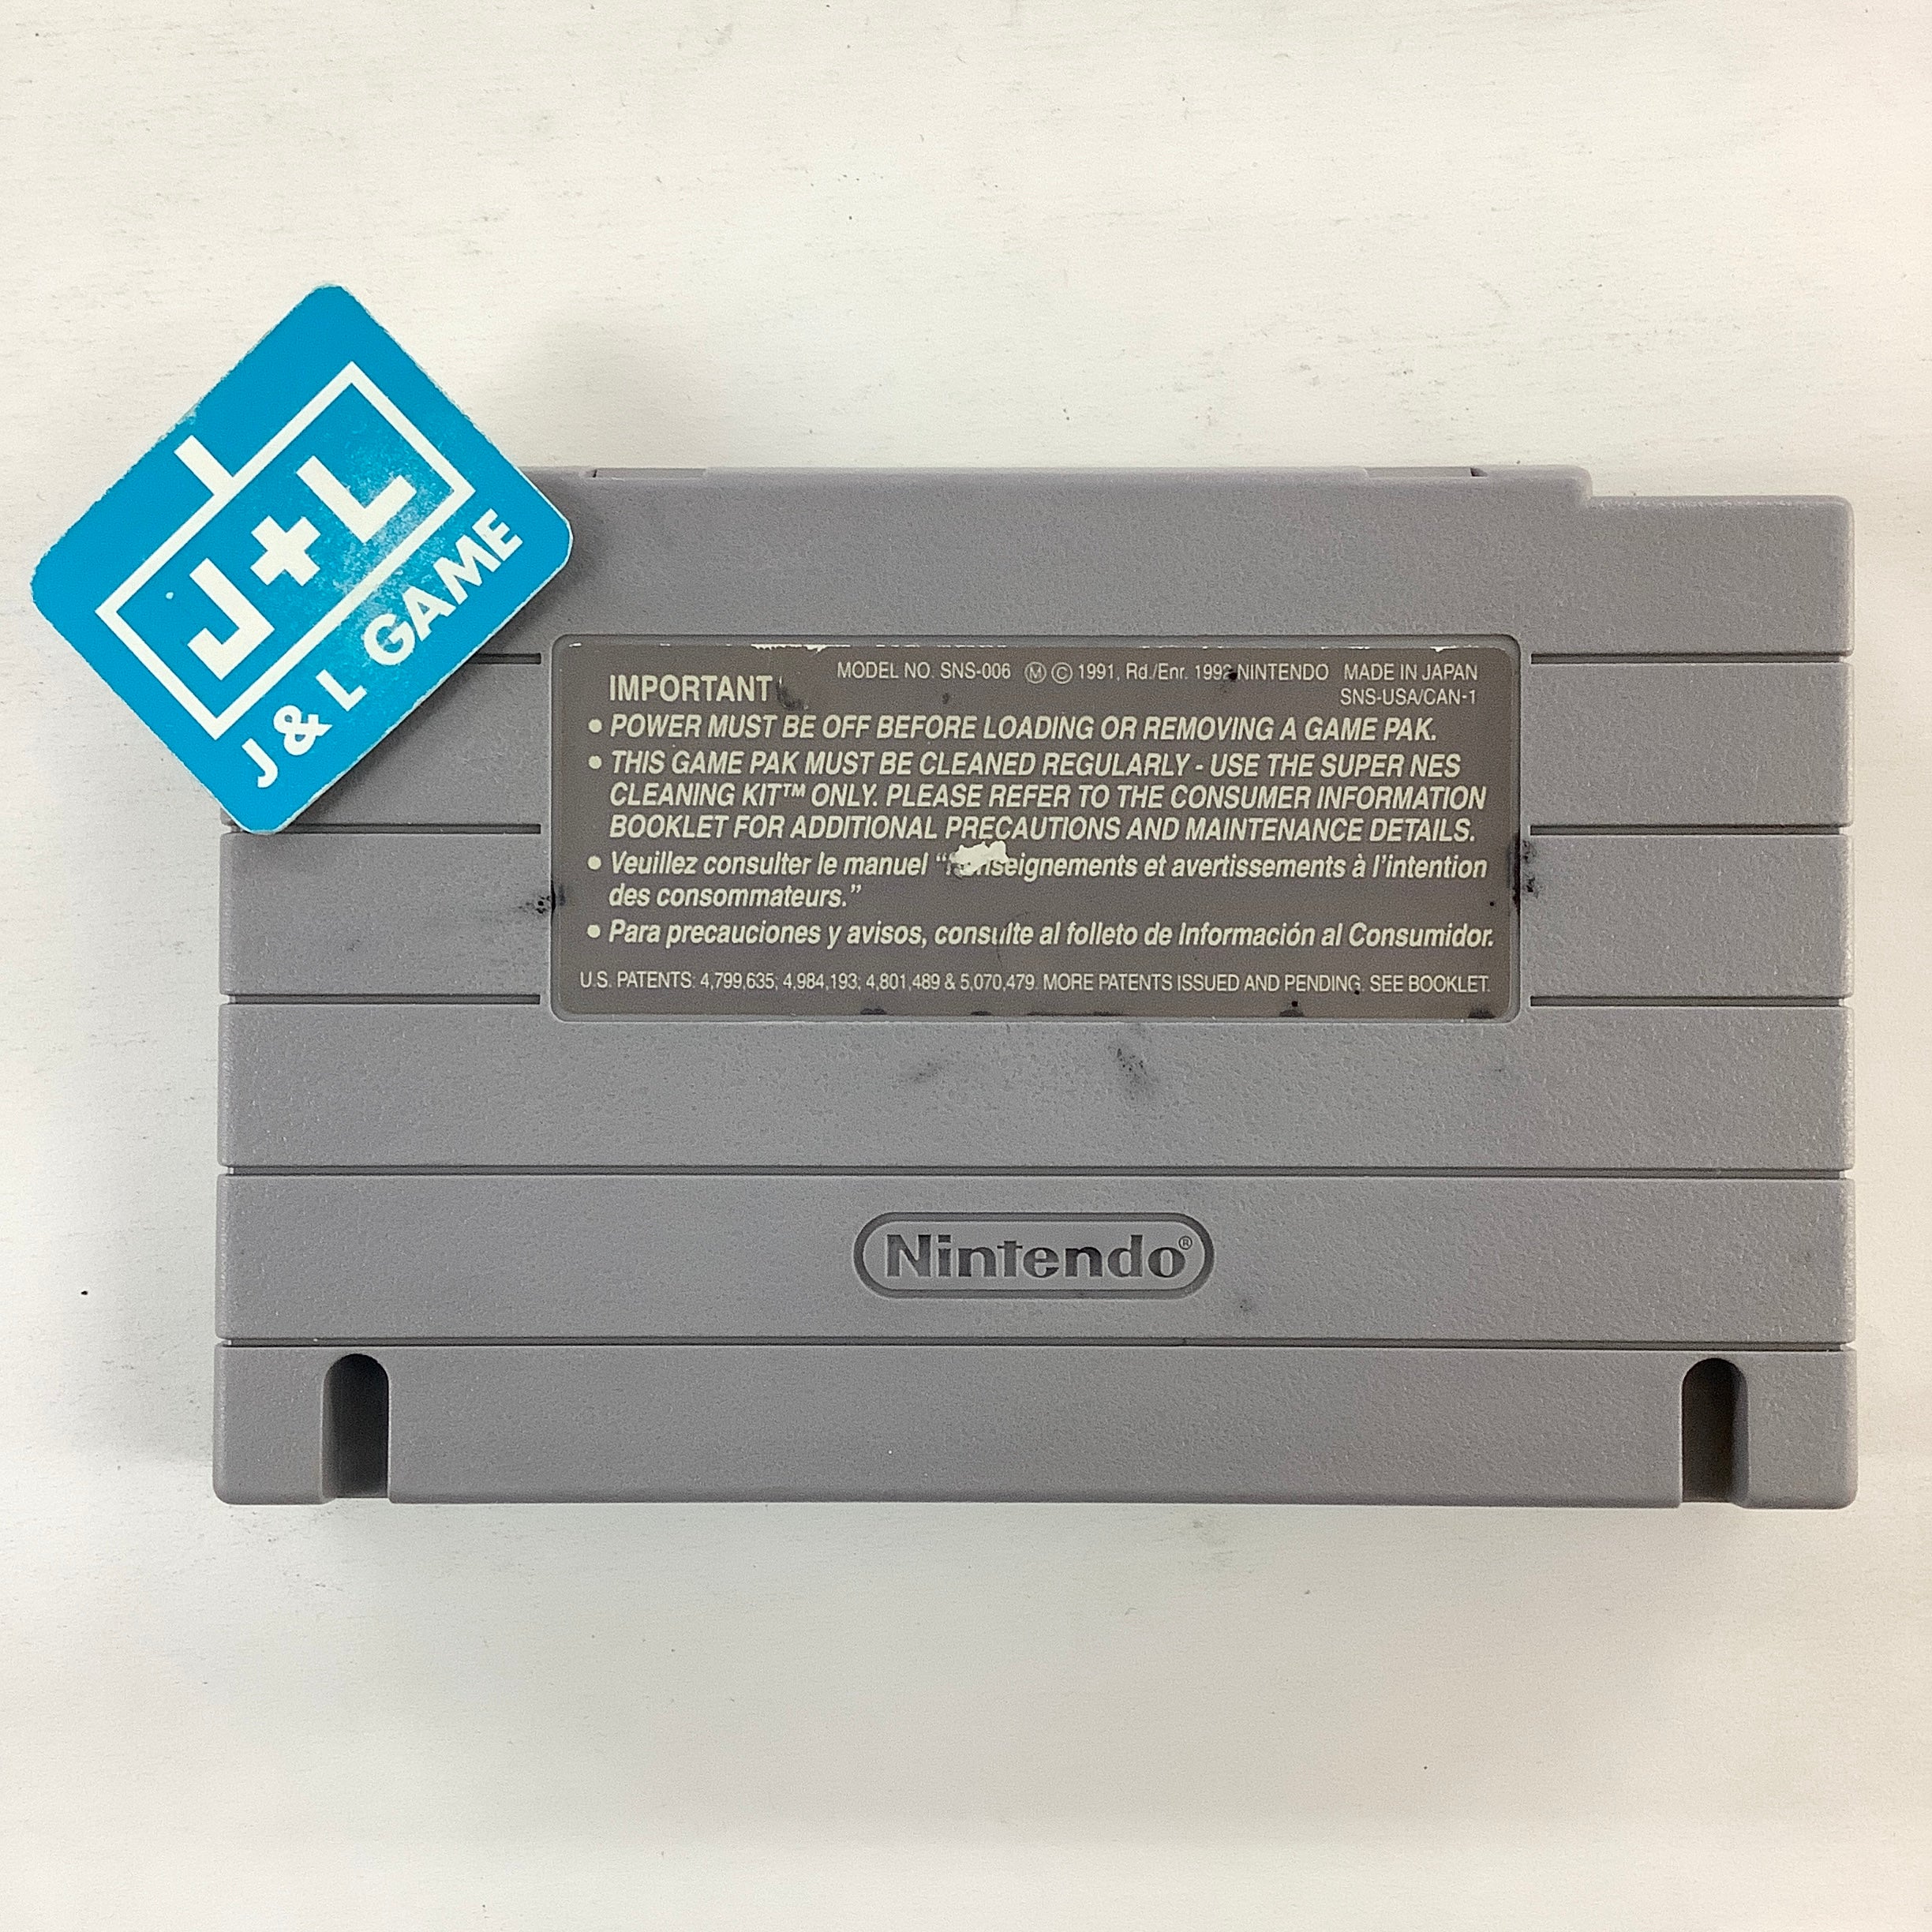 J+L
J & L GAME
MODEL NO. SNS-006 Ⓜ © 1991, Rd./Enr. 1992 NINTENDO MADE IN JAPAN
SNS-USA/CAN-1
IMPORTANT
• POWER MUST BE OFF BEFORE LOADING OR REMOVING A GAME PAK.
• THIS GAME PAK MUST BE CLEANED REGULARLY - USE THE SUPER NES
CLEANING KIT™ ONLY. PLEASE REFER TO THE CONSUMER INFORMATION
BOOKLET FOR ADDITIONAL PRECAUTIONS AND MAINTENANCE DETAILS.
• Veuillez consulter le manuel “Renseignements et avertissements à l’intention
des consommateurs.”
• Para precauciones y avisos, consulte al folleto de Información al Consumidor.
U.S. PATENTS: 4,799,635; 4,984,193; 4,801,489 & 5,070,479. MORE PATENTS ISSUED AND PENDING. SEE BOOKLET.
Nintendo®